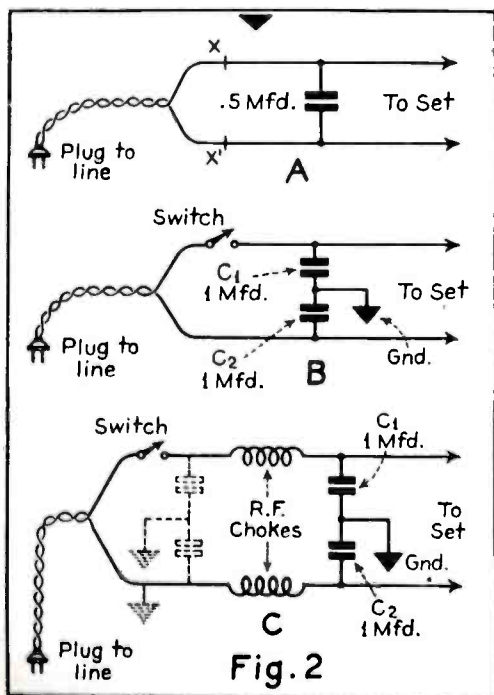 X
.5 Mfd.
To Set
X'
Plug to
line
A
Switch
C1
1 Mfd.
To Set
C2
1 Mfd.
Gnd.
Plug to
line
B
Switch
C1
1 Mfd.
R.F.
Chokes
To
Set
Gnd.
C2
1 Mfd.
C
Plug to
line
Fig. 2